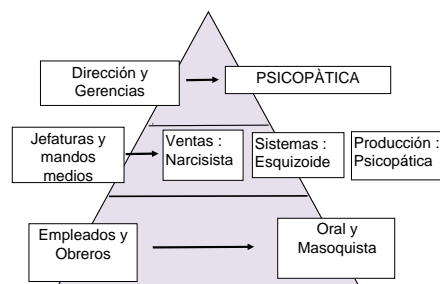 Dirección y
Gerencias
PSICOPÀTICA
Jefaturas y
mandos
medios
Ventas :
Narcisista
Sistemas :
Esquizoide
Producción :
Psicopática
Empleados y
Obreros
Oral y
Masoquista